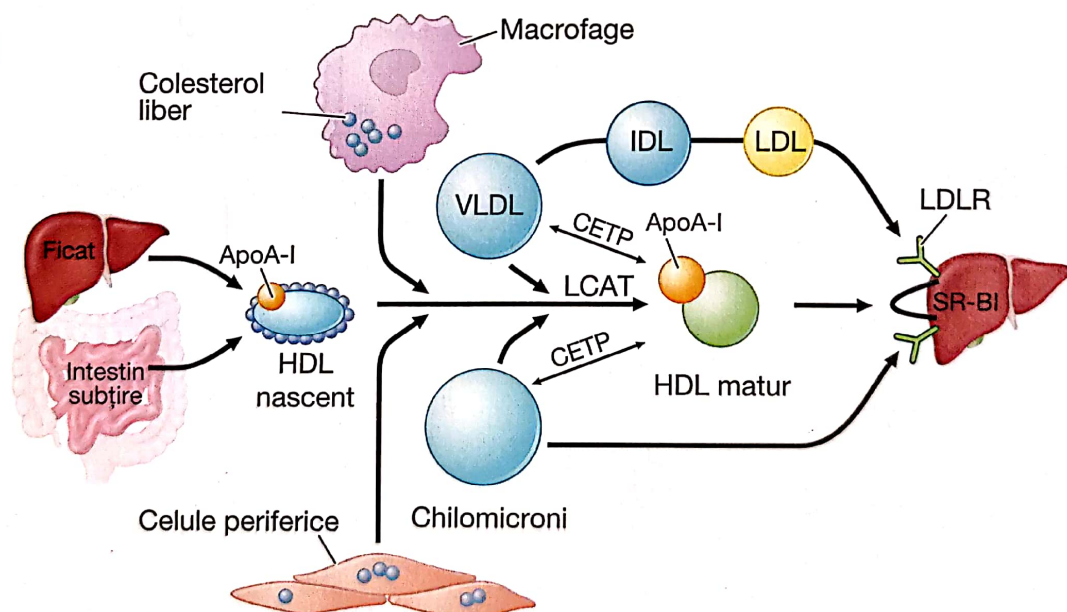 Macrofage
Colesterol
liber
IDL
LDL
VLDL
LDLR
CETP
ApoA-I
Ficat
ApoA-I
LCAT
SR-BI
HDL
nascent
Intestin
subțire
CETP
HDL matur
Chilomicroni
Celule periferice